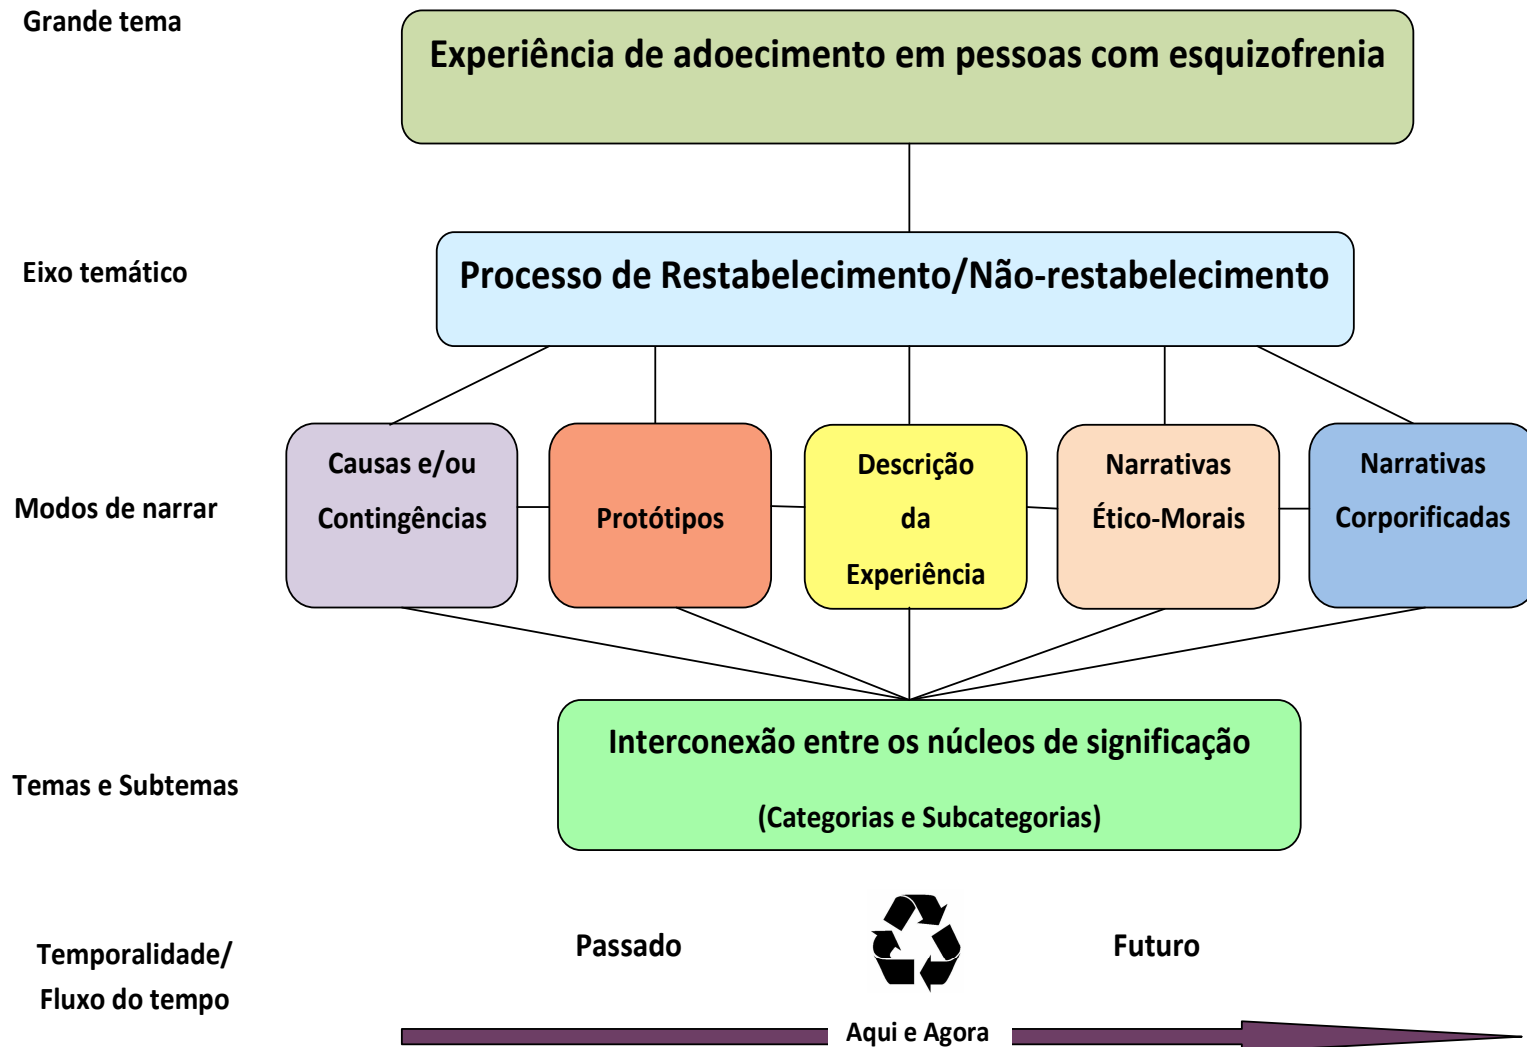 Grande tema
Experiência de adoecimento em pessoas com esquizofrenia
Eixo temático
Processo de Restabelecimento/Não-restabelecimento
Modos de narrar
Causas e/ou
Contingências
Protótipos
Descrição
da
Experiência
Narrativas
Ético-Morais
Narrativas
Corporificadas
Temas e Subtemas
Interconexão entre os núcleos de significação
(Categorias e Subcategorias)
Temporalidade/
Fluxo do tempo
Passado
Futuro
Aqui e Agora